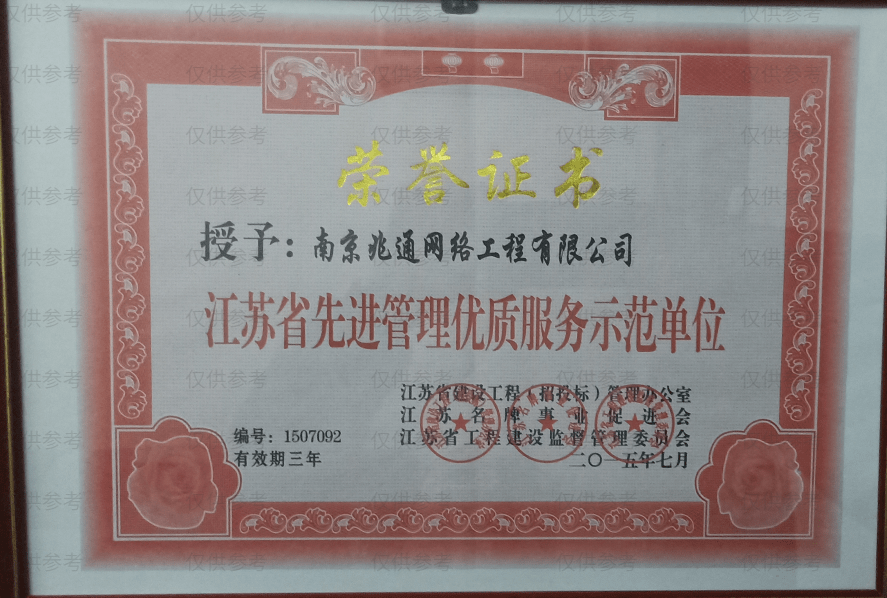 荣誉证书
授予：南京兆通网络工程有限公司
江苏省先进管理优质服务示范单位
江苏省建设工程（招投标）管理办公室
江苏名牌事业促进会
江苏省工程建设监督管理委员会
编号：1507092
有效期三年
二〇一五年七月
仅供参考